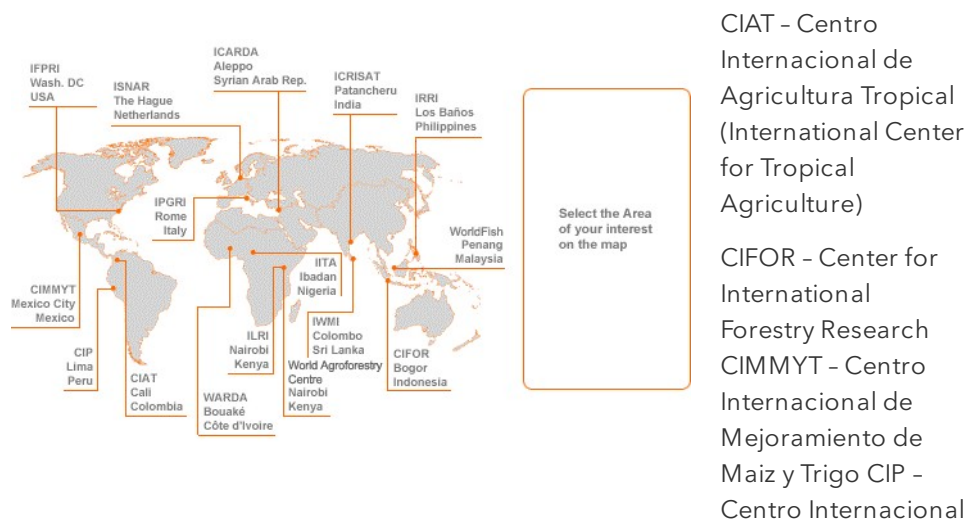 IFPRI
Wash. DC
USA
ISNAR
The Hague
Netherlands
ICARDA
Aleppo
Syrian Arab Rep.
ICRISAT
Patancheru
India
IRRI
Los Baños
Philippines
IPGRI
Rome
Italy
WorldFish
Penang
Malaysia
IITA
Ibadan
Nigeria
CIMMYT
Mexico City
Mexico
CIP
Lima
Peru
CIAT
Cali
Colombia
WARDA
Bouaké
Côte d'Ivoire
ILRI
Nairobi
Kenya
IWMI
Colombo
Sri Lanka
World Agroforestry
Centre
Nairobi
Kenya
CIFOR
Bogor
Indonesia
Select the Area
of your interest
on the map
CIAT – Centro
Internacional de
Agricultura Tropical
(International Center
for Tropical
Agriculture)
CIFOR – Center for
International
Forestry Research
CIMMYT – Centro
Internacional de
Mejoramiento de
Maiz y Trigo CIP –
Centro Internacional